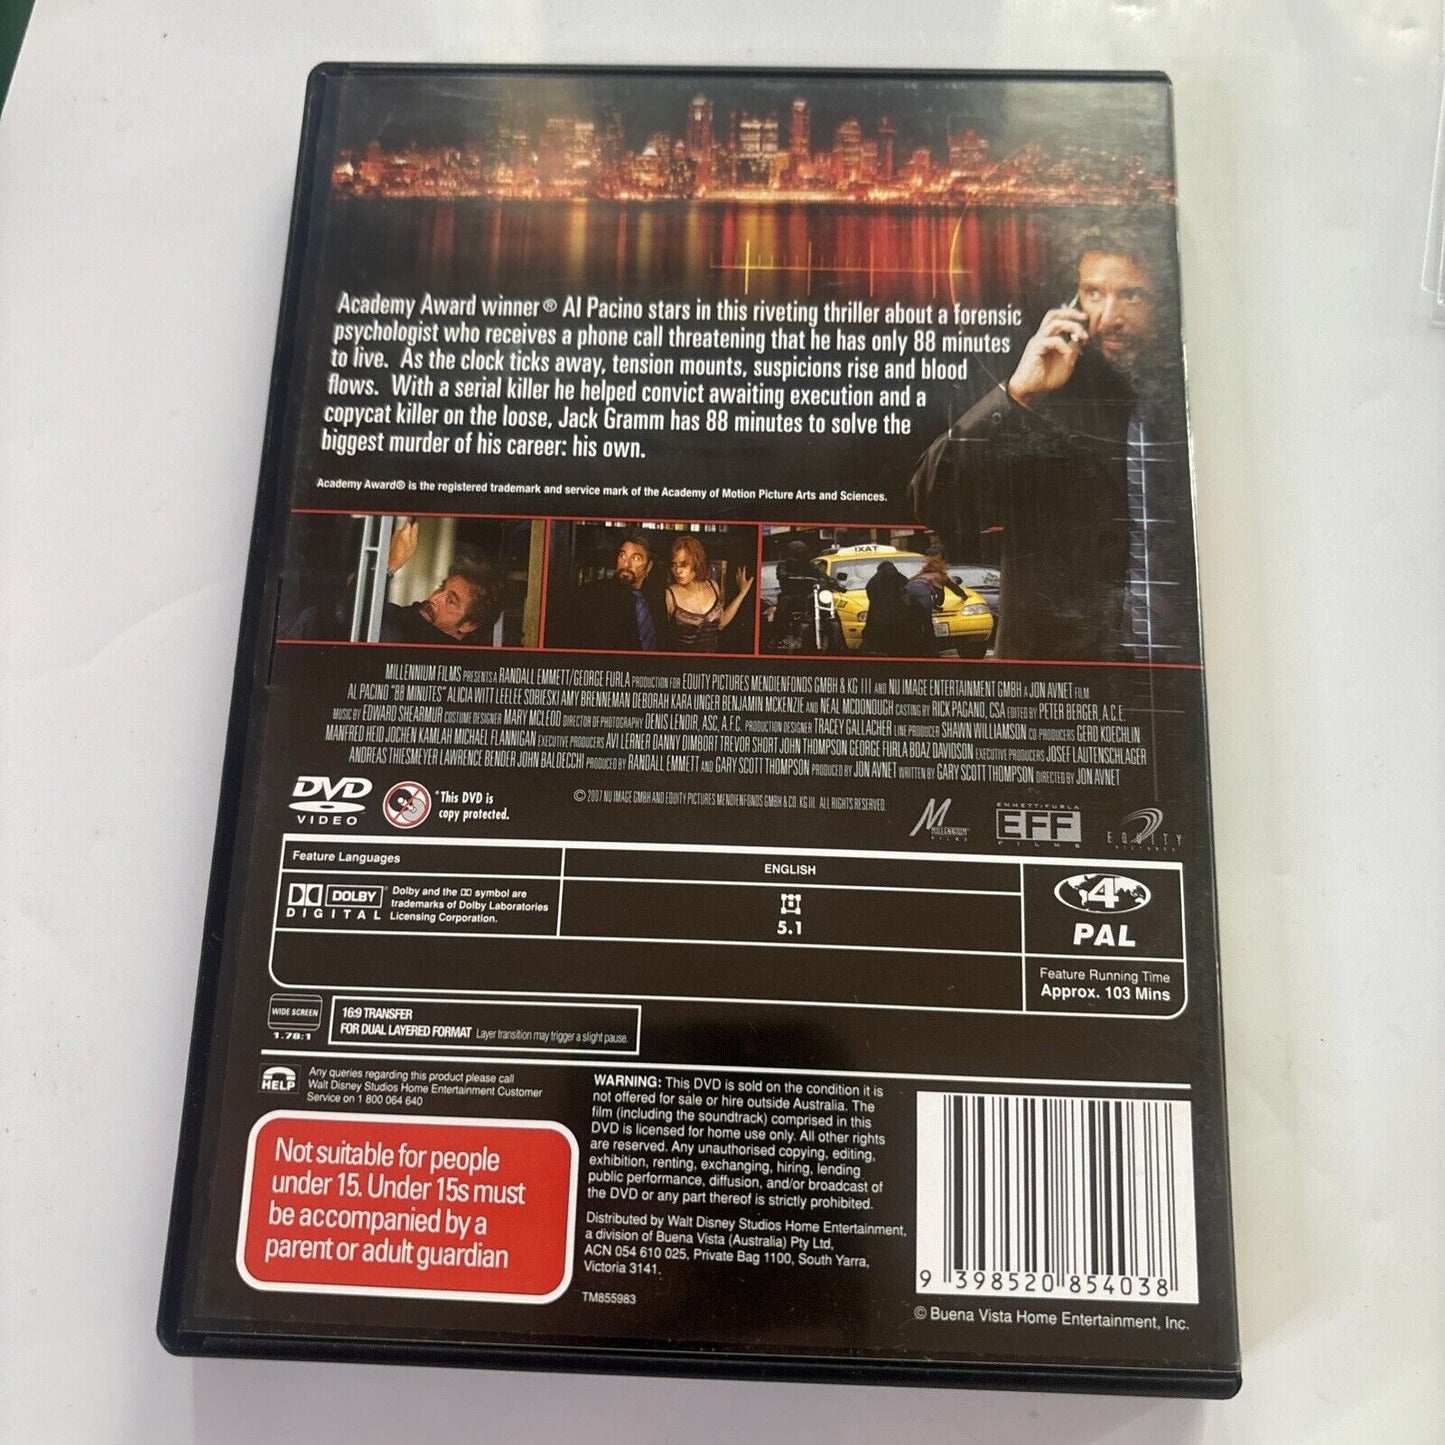 Academy Award winner® Al Pacino stars in this riveting thriller about a forensic
psychologist who receives a phone call threatening that he has only 88 minutes
to live. As the clock ticks away, tension mounts, suspicions rise and blood
flows. With a serial killer he helped convict awaiting execution and a
copycat killer on the loose, Jack Gramm has 88 minutes to solve the
biggest murder of his career: his own.
Academy Award® is the registered trademark and service mark of the Academy of Motion Picture Arts and Sciences.
TAXI
MILLENNIUM FILMS PRESENTS A RANDALL EMMETT/GEORGE FURLA PRODUCTION FOR EQUITY PICTURES MENDIENFONDS GMBH & KG III AND NU IMAGE ENTERTAINMENT GMBH A JON AVNET FILM
AL PACINO "88 MINUTES" ALICIA WITT LEELEE SOBIESKI AMY BRENNEMAN DEBORAH KARA UNGER BENJAMIN MCKENZIE AND NEAL MCDONOUGH CASTING BY RICK PAGANO, CSA EDITED BY PETER BERGER, A.C.E.
MUSIC BY EDWARD SHEARMUR COSTUME DESIGNER MARY MCLEOD DIRECTOR OF PHOTOGRAPHY DENIS LENOIR, ASC, A.F.C. PRODUCTION DESIGNER TRACEY GALLACHER LINE PRODUCER SHAWN WILLIAMSON CO PRODUCERS GERD KOECHLIN
MANFRED HEID JOCHEN KAMLAH MICHAEL FLANNIGAN EXECUTIVE PRODUCERS AVI LERNER DANNY DIMBORT TREVOR SHORT JOHN THOMPSON GEORGE FURLA BOAZ DAVIDSON EXECUTIVE PRODUCERS JOSEF LAUTENSCHLAGER
ANDREAS THIESMEYER LAWRENCE BENDER JOHN BALDECCHI PRODUCED BY RANDALL EMMETT AND GARY SCOTT THOMPSON PRODUCED BY JON AVNET WRITTEN BY GARY SCOTT THOMPSON DIRECTED BY JON AVNET
DVD
VIDEO
*This DVD is
copy protected.
© 2007 NU IMAGE GMBH AND EQUITY PICTURES MENDIENFONDS GMBH & CO. KG III. ALL RIGHTS RESERVED.
M
MILLENNIUM
FILMS
EMMETT/FURLA
EFF
FILMS
EQUITY
PICTURES
Feature Languages
ENGLISH
DOLBY
DIGITAL
Dolby and the DD symbol are
trademarks of Dolby Laboratories
Licensing Corporation.
5.1
4
PAL
Feature Running Time
Approx. 103 Mins
WIDE SCREEN
1.78:1
16:9 TRANSFER
FOR DUAL LAYERED FORMAT Layer transition may trigger a slight pause.
HELP
Any queries regarding this product please call
Walt Disney Studios Home Entertainment Customer
Service on 1 800 064 640
Not suitable for people
under 15. Under 15s must
be accompanied by a
parent or adult guardian
WARNING: This DVD is sold on the condition it is
not offered for sale or hire outside Australia. The
film (including the soundtrack) comprised in this
DVD is licensed for home use only. All other rights
are reserved. Any unauthorised copying, editing,
exhibition, renting, exchanging, hiring, lending
public performance, diffusion, and/or broadcast of
the DVD or any part thereof is strictly prohibited.
Distributed by Walt Disney Studios Home Entertainment,
a division of Buena Vista (Australia) Pty Ltd,
ACN 054 610 025, Private Bag 1100, South Yarra,
Victoria 3141.
TM855983
9 398520 854038
© Buena Vista Home Entertainment, Inc.